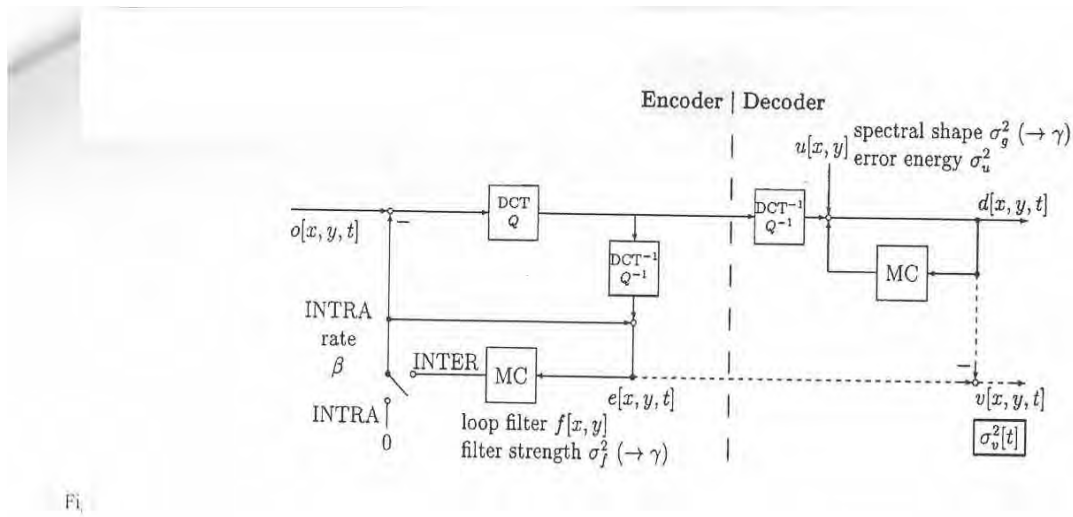 Encoder | Decoder
u[x, y] spectral shape σ_g^2 (→ γ)
error energy σ_u^2
o[x, y, t]
−
DCT
Q
DCT⁻¹
Q⁻¹
d[x, y, t]
DCT⁻¹
Q⁻¹
MC
INTRA
rate
β
INTER
MC
e[x, y, t]
−
v[x, y, t]
INTRA
0
loop filter f[x, y]
filter strength σ_f^2 (→ γ)
σ_v^2[t]
Fi